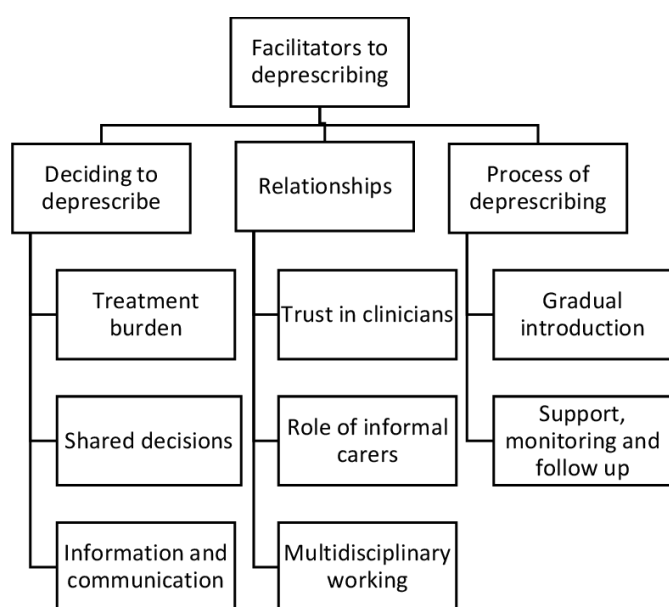 Facilitators to
deprescribing
Deciding to
deprescribe
Relationships
Process of
deprescribing
Treatment
burden
Trust in clinicians
Gradual
introduction
Shared decisions
Role of informal
carers
Support,
monitoring and
follow up
Information and
communication
Multidisciplinary
working